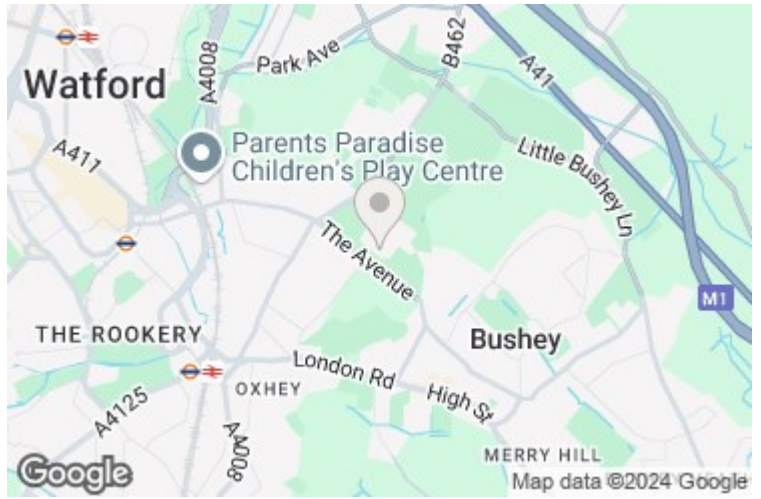 B462
A4008
Park Ave
A41
Watford
Parents Paradise
Children's Play Centre
A411
Little Bushey Ln
The Avenue
M1
THE ROOKERY
Bushey
London Rd
OXHEY
High St
A4125
A4008
MERRY HILL
Google
Map data ©2024 Google